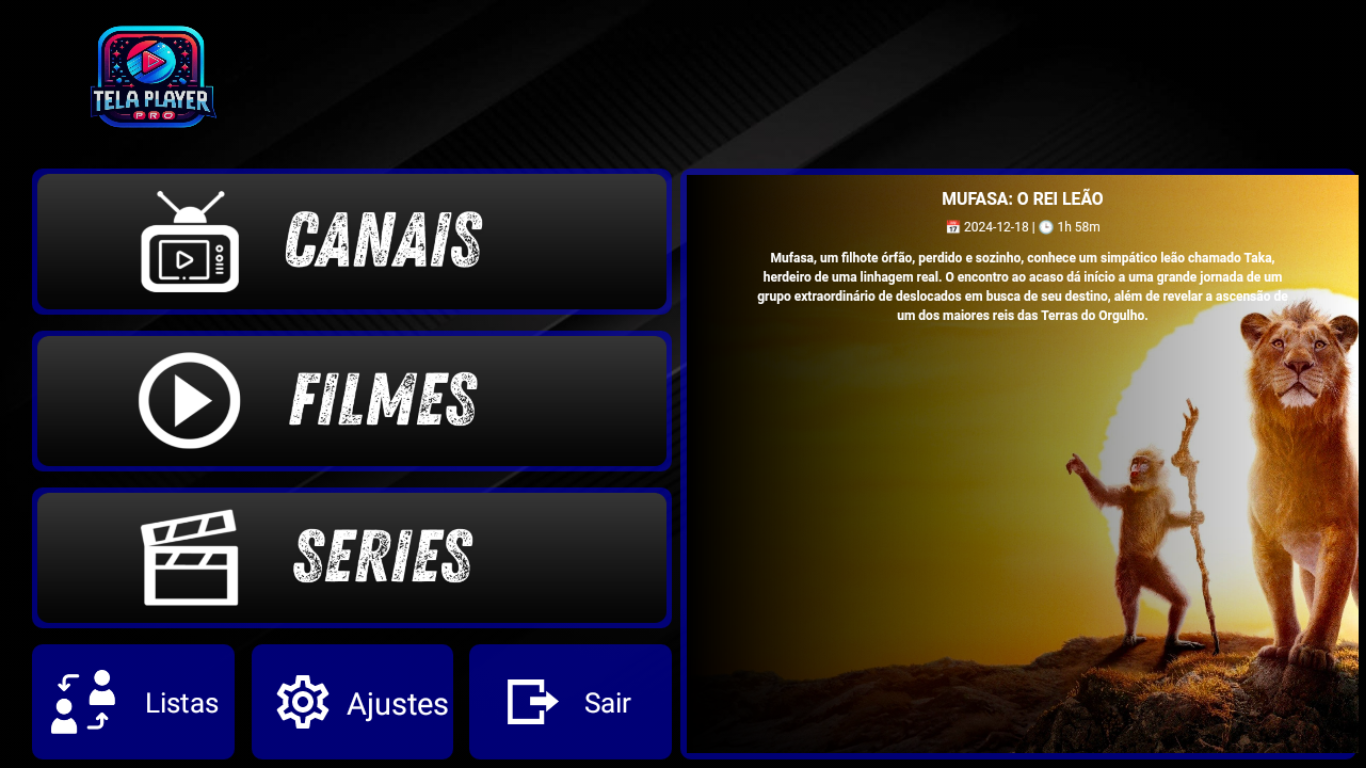 TELA PLAYER
PRO
CANAIS
FILMES
SERIES
Listas
Ajustes
Sair
MUFASA: O REI LEÃO
📅 2024-12-18 | 🕒 1h 58m
Mufasa, um filhote órfão, perdido e sozinho, conhece um simpático leão chamado Taka,
herdeiro de uma linhagem real. O encontro ao acaso dá início a uma grande jornada de um
grupo extraordinário de deslocados em busca de seu destino, além de revelar a ascensão de
um dos maiores reis das Terras do Orgulho.